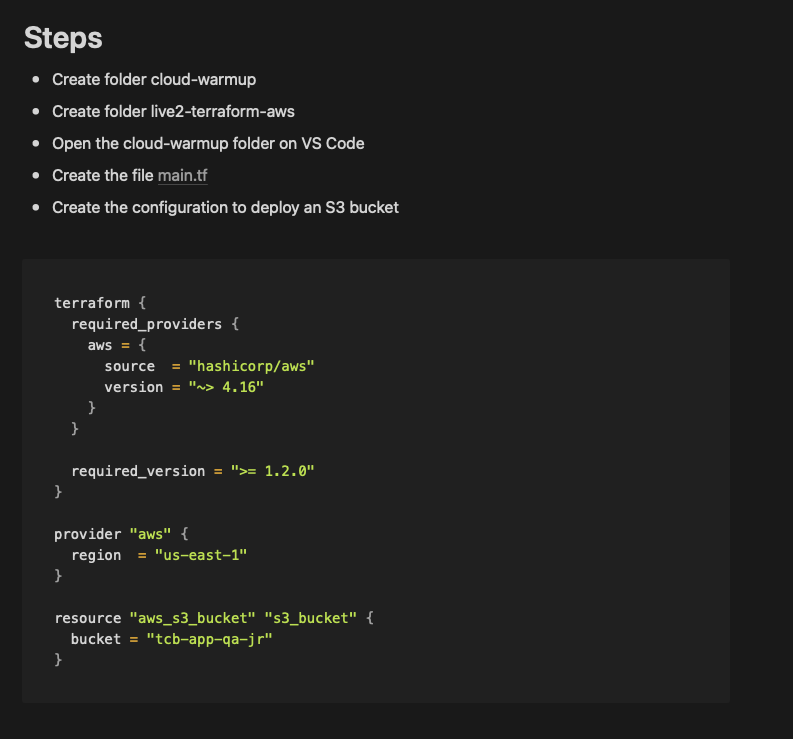 Steps
• Create folder cloud-warmup
• Create folder live2-terraform-aws
• Open the cloud-warmup folder on VS Code
• Create the file main.tf
• Create the configuration to deploy an S3 bucket
terraform {
  required_providers {
    aws = {
      source  = "hashicorp/aws"
      version = "~> 4.16"
    }
  }

  required_version = ">= 1.2.0"
}

provider "aws" {
  region  = "us-east-1"
}

resource "aws_s3_bucket" "s3_bucket" {
  bucket = "tcb-app-qa-jr"
}